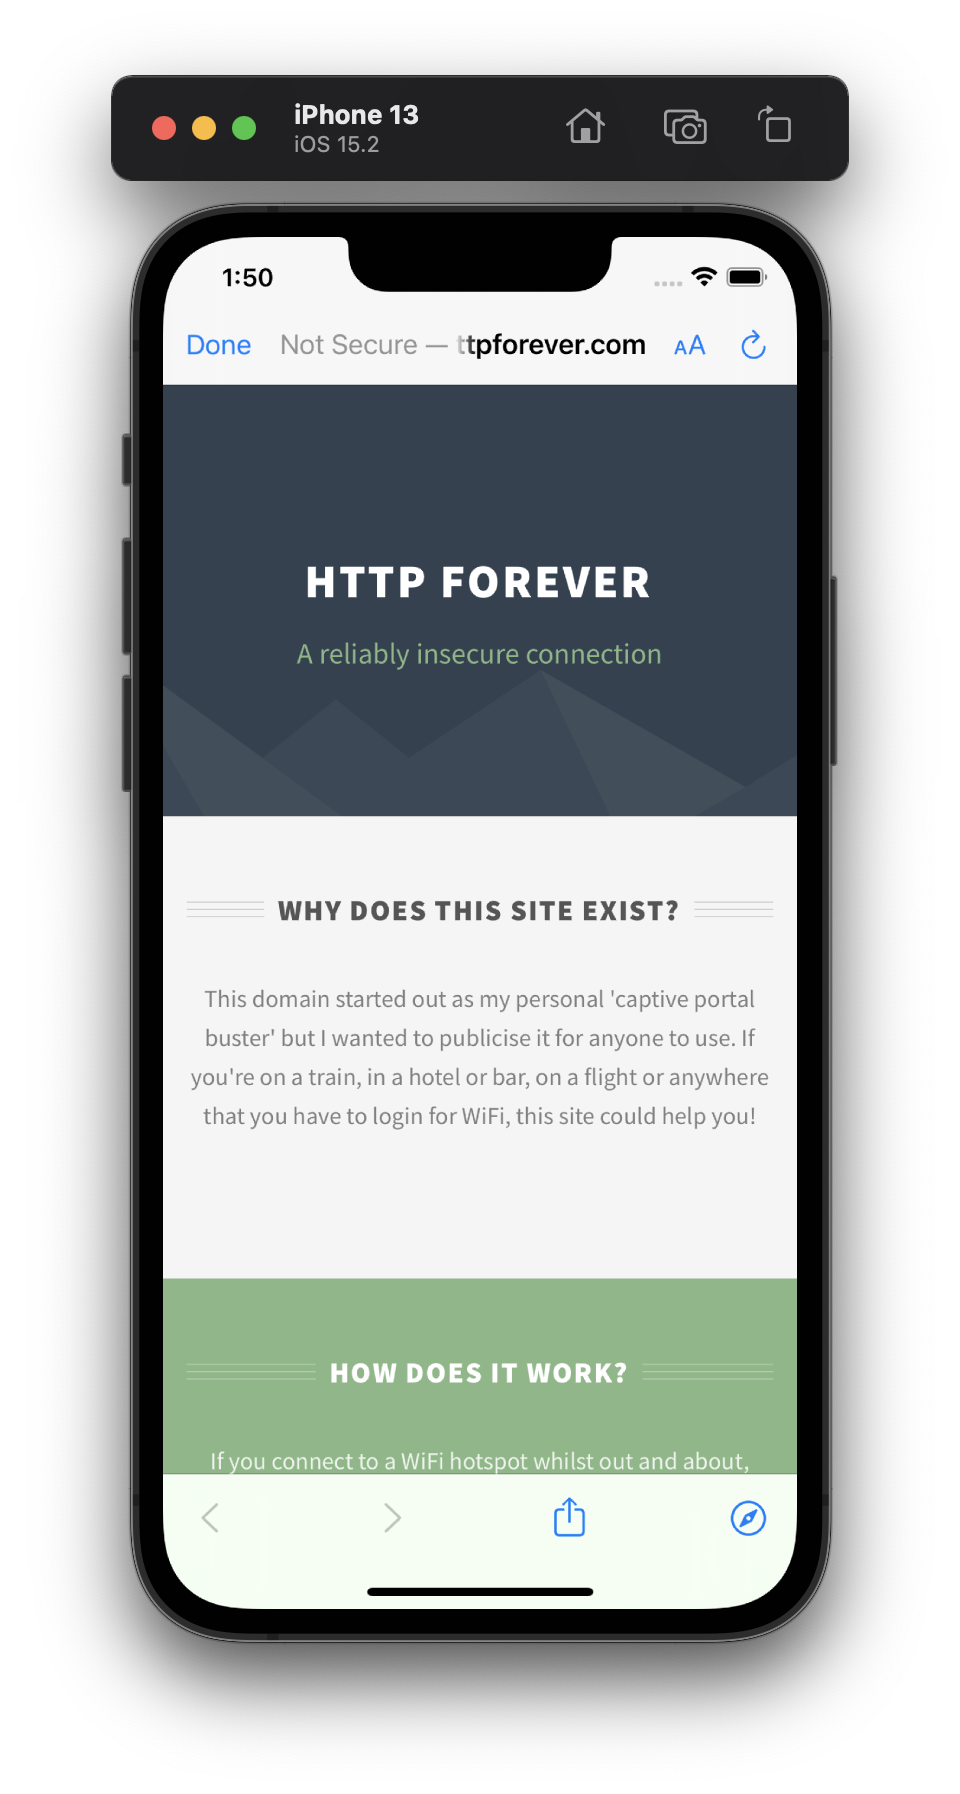 iPhone 13
iOS 15.2
1:50
Done Not Secure — ttpforever.com AA
HTTP FOREVER
A reliably insecure connection
WHY DOES THIS SITE EXIST?
This domain started out as my personal 'captive portal
buster' but I wanted to publicise it for anyone to use. If
you're on a train, in a hotel or bar, on a flight or anywhere
that you have to login for WiFi, this site could help you!
HOW DOES IT WORK?
If you connect to a WiFi hotspot whilst out and about,